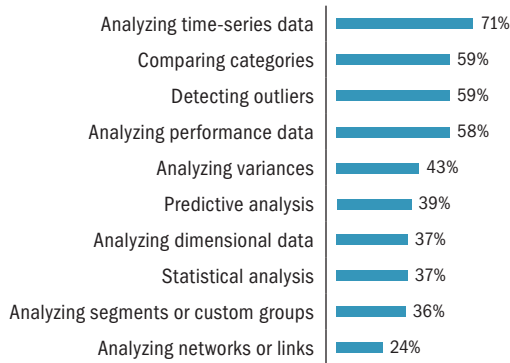 Analyzing time-series data 71%
Comparing categories 59%
Detecting outliers 59%
Analyzing performance data 58%
Analyzing variances 43%
Predictive analysis 39%
Analyzing dimensional data 37%
Statistical analysis 37%
Analyzing segments or custom groups 36%
Analyzing networks or links 24%